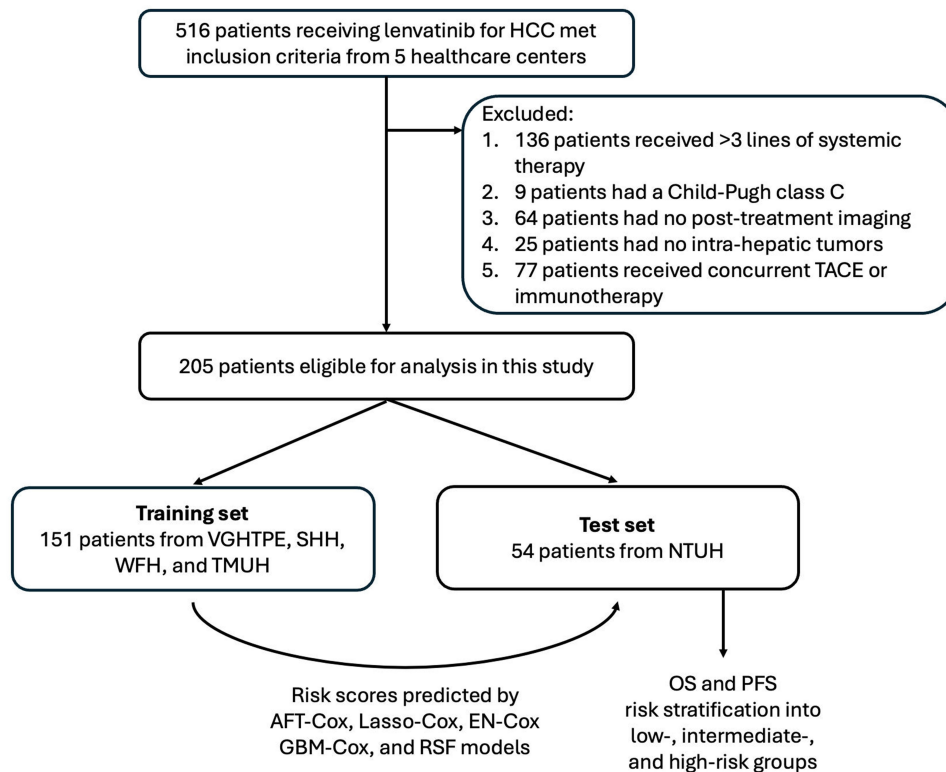 516 patients receiving lenvatinib for HCC met
inclusion criteria from 5 healthcare centers
Excluded:
1. 136 patients received >3 lines of systemic
therapy
2. 9 patients had a Child-Pugh class C
3. 64 patients had no post-treatment imaging
4. 25 patients had no intra-hepatic tumors
5. 77 patients received concurrent TACE or
immunotherapy
205 patients eligible for analysis in this study
Training set
151 patients from VGHTPE, SHH,
WFH, and TMUH
Test set
54 patients from NTUH
Risk scores predicted by
AFT-Cox, Lasso-Cox, EN-Cox
GBM-Cox, and RSF models
OS and PFS
risk stratification into
low-, intermediate-,
and high-risk groups